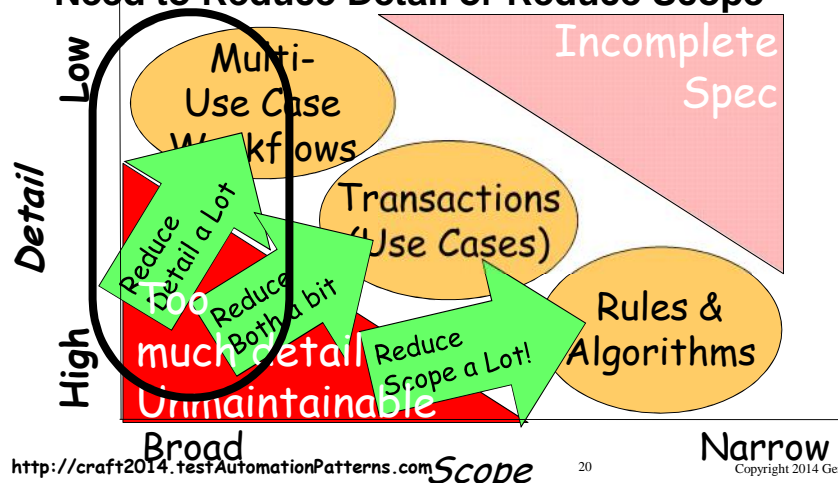 Need to Reduce Detail or Reduce Scope
Incomplete
Spec
Low
Detail
High
Multi-
Use Case
Workflows
Transactions
(Use Cases)
Rules &
Algorithms
Reduce
Detail a Lot
Reduce
Both a bit
Reduce
Scope a Lot!
Too
much detail
Unmaintainable
Broad
Narrow
Scope
http://craft2014.testAutomationPatterns.com
20
Copyright 2014 Ge